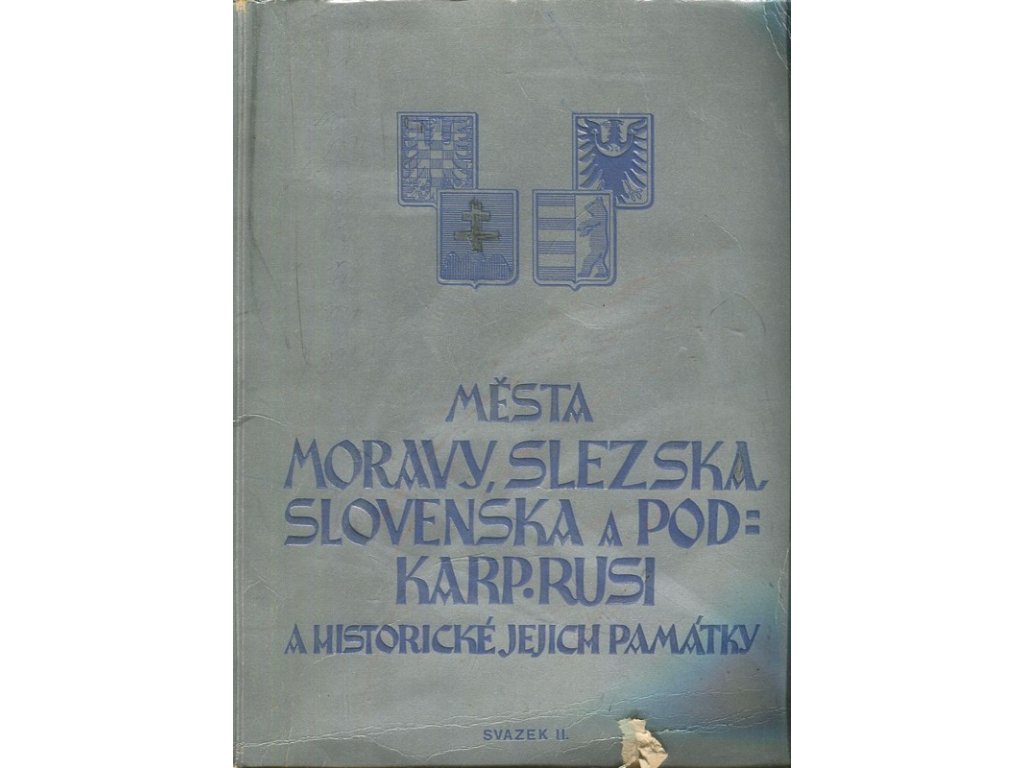 MĚSTA
MORAVY, SLEZSKA,
SLOVENSKA A POD=
KARP. RUSI
A HISTORICKÉ JEJICH PAMÁTKY
SVAZEK II.